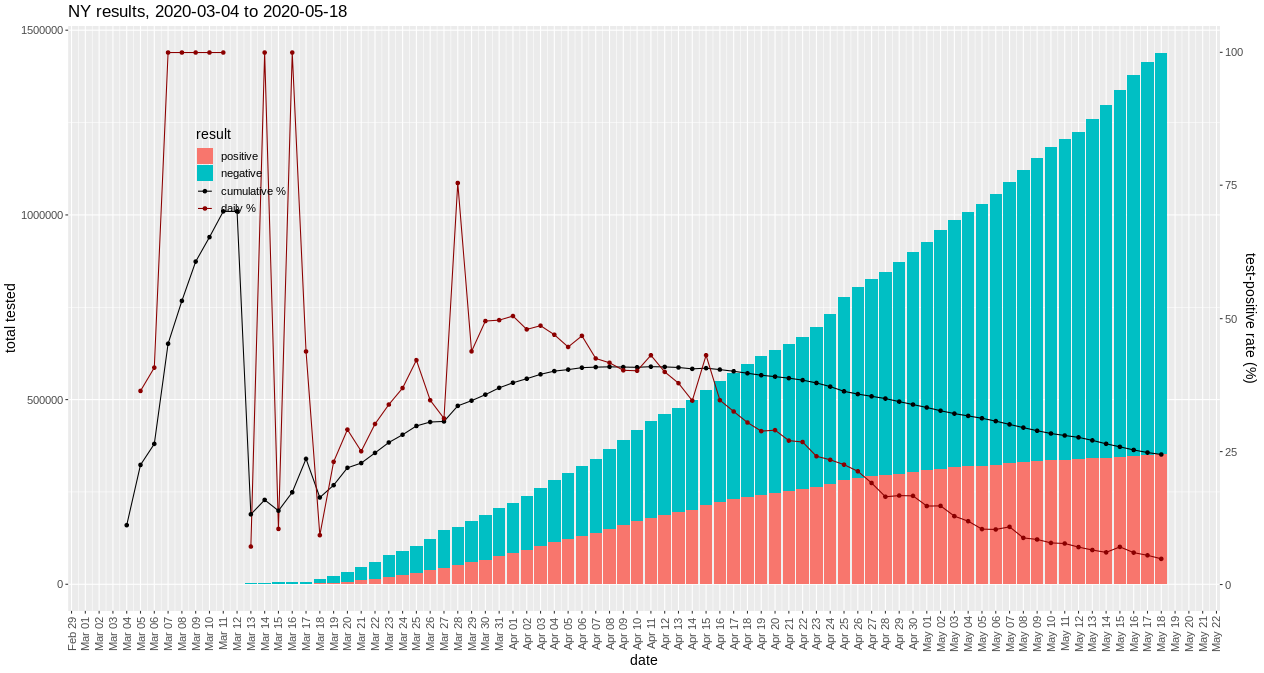 NY results, 2020-03-04 to 2020-05-18
1500000
1000000
500000
0
total tested
result
positive
negative
cumulative %
daily %
100
75
50
25
0
test-positive rate (%)
Feb 29
Mar 01
Mar 02
Mar 03
Mar 04
Mar 05
Mar 06
Mar 07
Mar 08
Mar 09
Mar 10
Mar 11
Mar 12
Mar 13
Mar 14
Mar 15
Mar 16
Mar 17
Mar 18
Mar 19
Mar 20
Mar 21
Mar 22
Mar 23
Mar 24
Mar 25
Mar 26
Mar 27
Mar 28
Mar 29
Mar 30
Mar 31
Apr 01
Apr 02
Apr 03
Apr 04
Apr 05
Apr 06
Apr 07
Apr 08
Apr 09
Apr 10
Apr 11
Apr 12
Apr 13
Apr 14
Apr 15
Apr 16
Apr 17
Apr 18
Apr 19
Apr 20
Apr 21
Apr 22
Apr 23
Apr 24
Apr 25
Apr 26
Apr 27
Apr 28
Apr 29
Apr 30
May 01
May 02
May 03
May 04
May 05
May 06
May 07
May 08
May 09
May 10
May 11
May 12
May 13
May 14
May 15
May 16
May 17
May 18
May 19
May 20
May 21
May 22
date